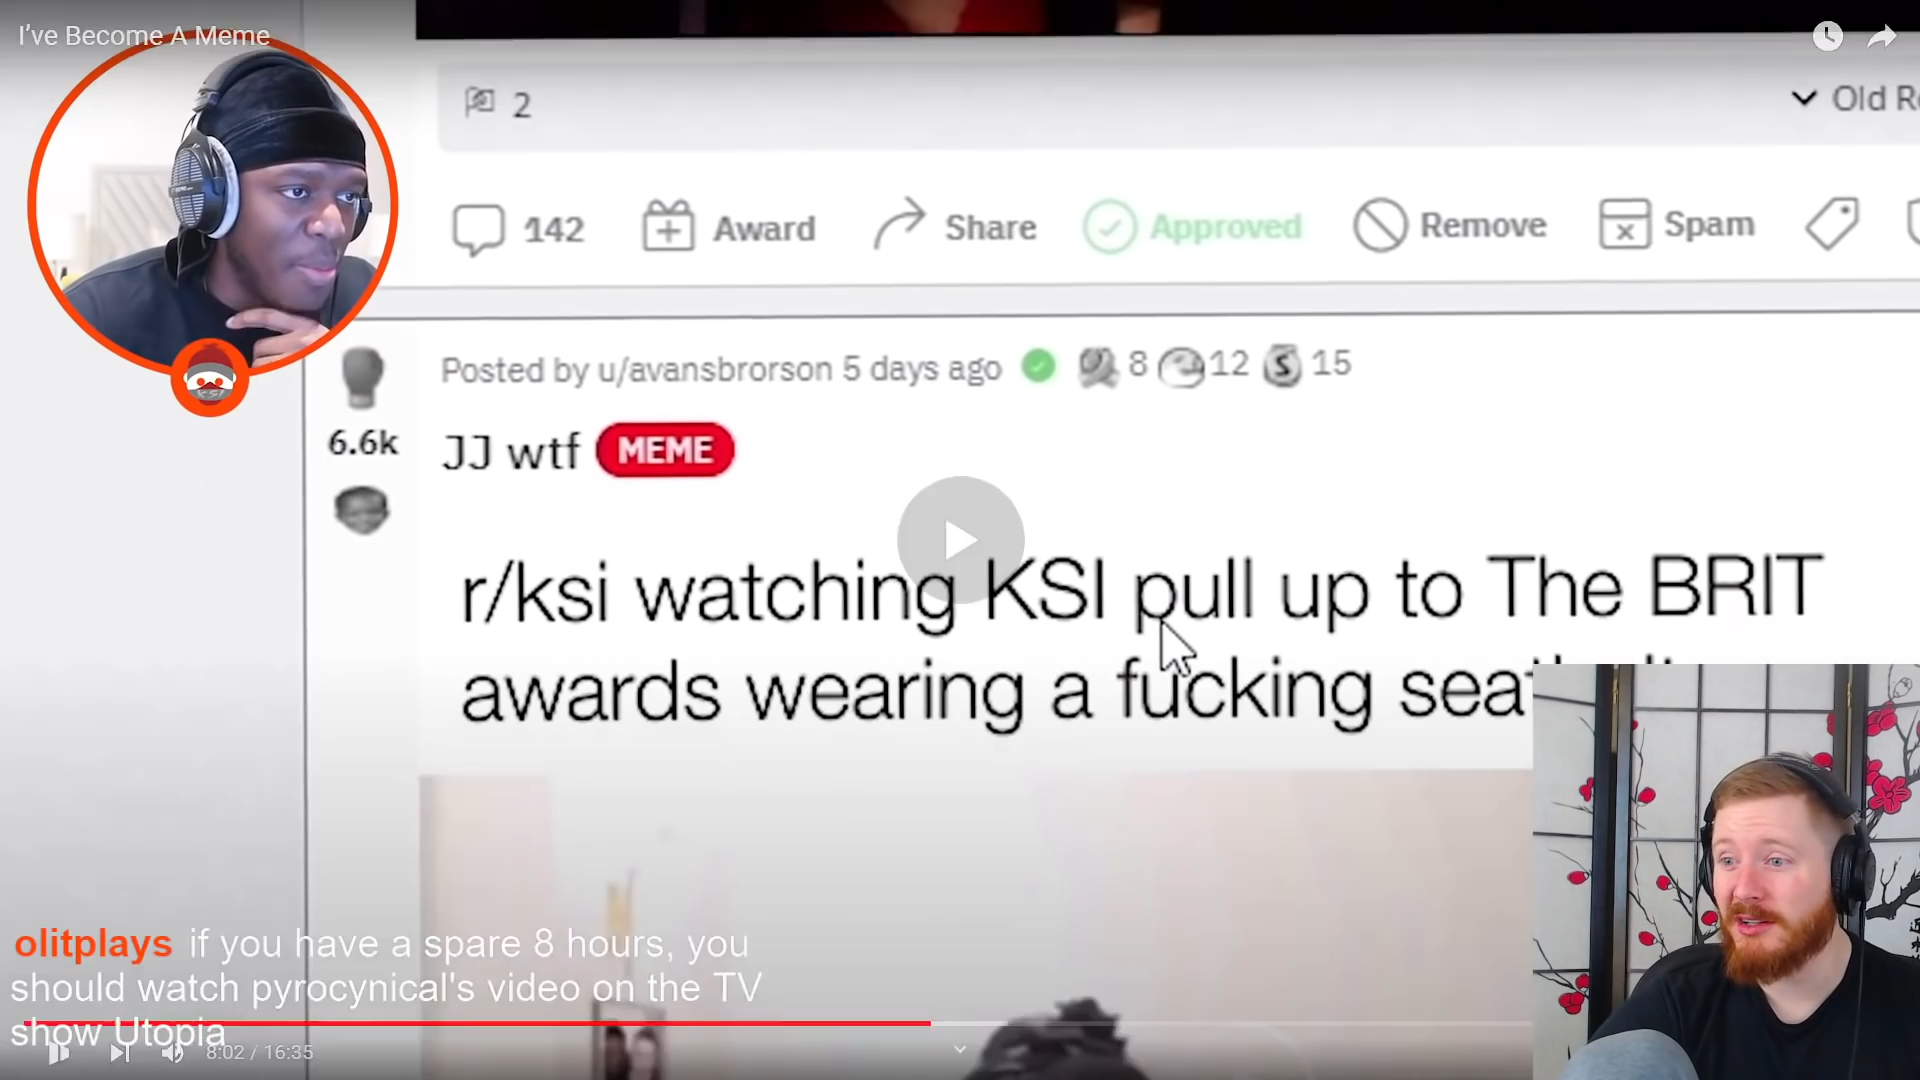 I've Become A Meme
2
Old Re
142 Award Share Approved Remove Spam
Posted by u/avansbrorson 5 days ago 8 12 15
6.6k
JJ wtf MEME
r/ksi watching KSI pull up to The BRIT
awards wearing a fucking
olitplays if you have a spare 8 hours, you
should watch pyrocynical's video on the TV
show Utopia
8:02 / 16:35